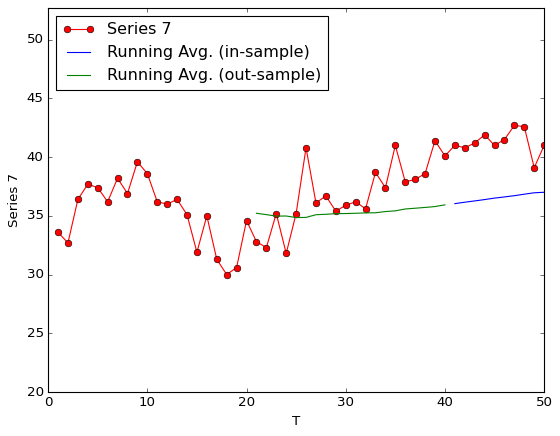 Series 7
Running Avg. (in-sample)
Running Avg. (out-sample)
50
45
40
35
30
25
20
Series 7
0 10 20 30 40 50
T